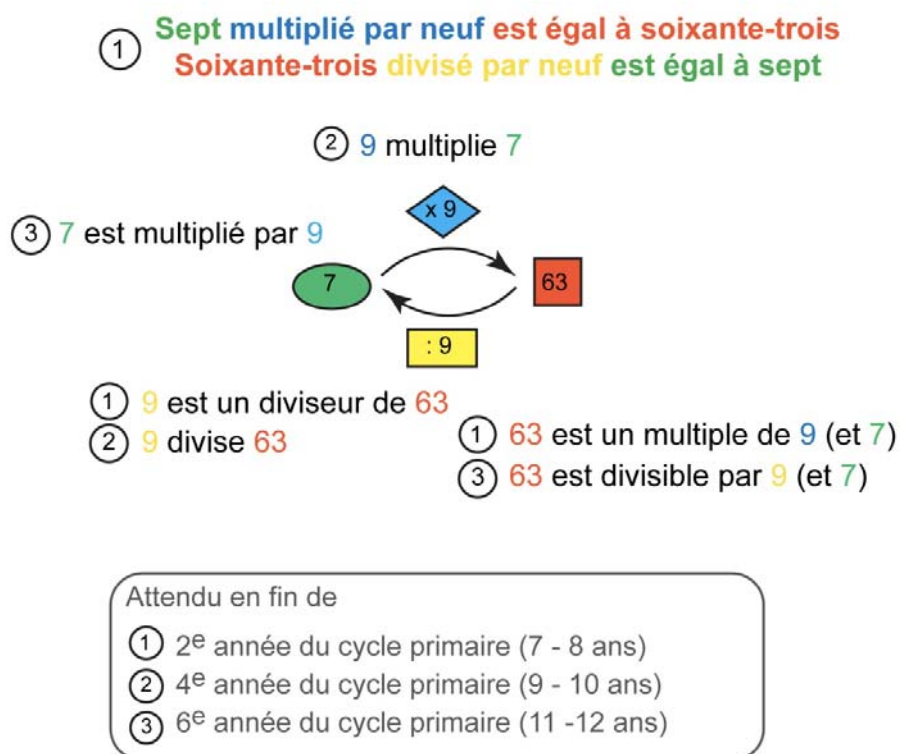 ① Sept multiplié par neuf est égal à soixante-trois
Soixante-trois divisé par neuf est égal à sept
② 9 multiplie 7
x 9
③ 7 est multiplié par 9
7
63
: 9
① 9 est un diviseur de 63
② 9 divise 63
① 63 est un multiple de 9 (et 7)
③ 63 est divisible par 9 (et 7)
Attendu en fin de
① 2e année du cycle primaire (7 - 8 ans)
② 4e année du cycle primaire (9 - 10 ans)
③ 6e année du cycle primaire (11 -12 ans)